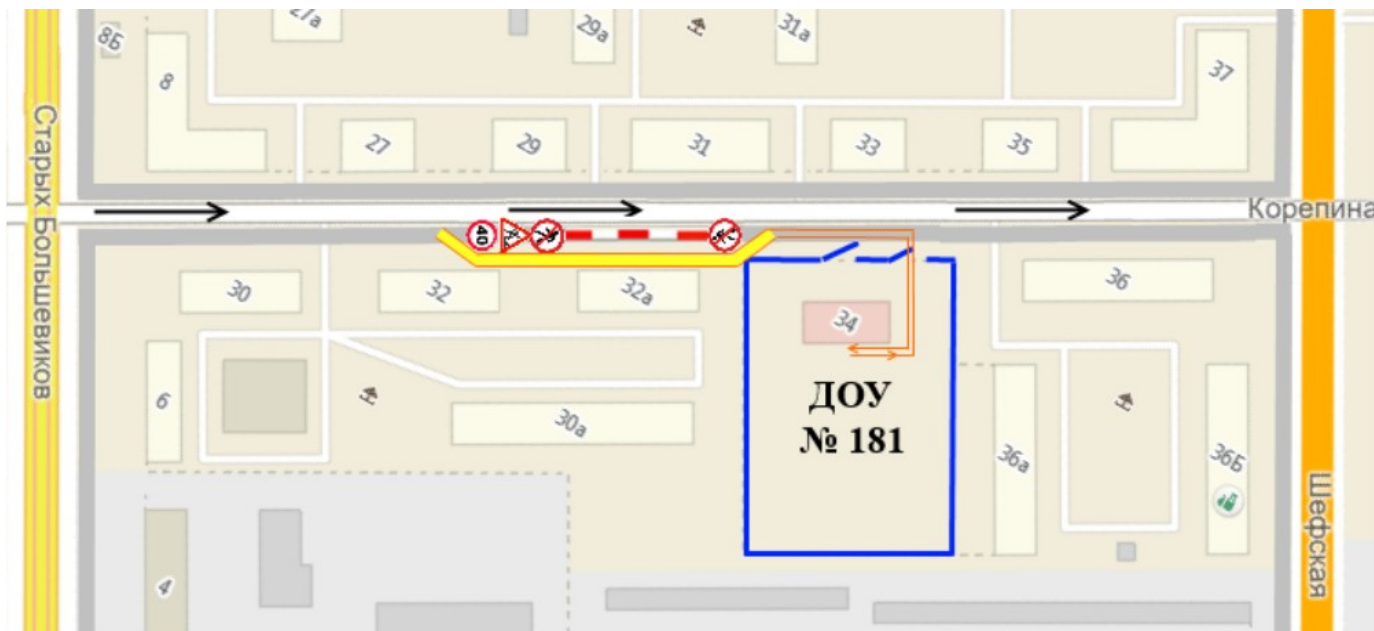 27а
29а
31а
8Б
8
37
27
29
31
33
35
Старых Большевиков
Корепина
40
30
32
32а
34
36
ДОУ
№ 181
6
30а
36а
36Б
Шефская
4